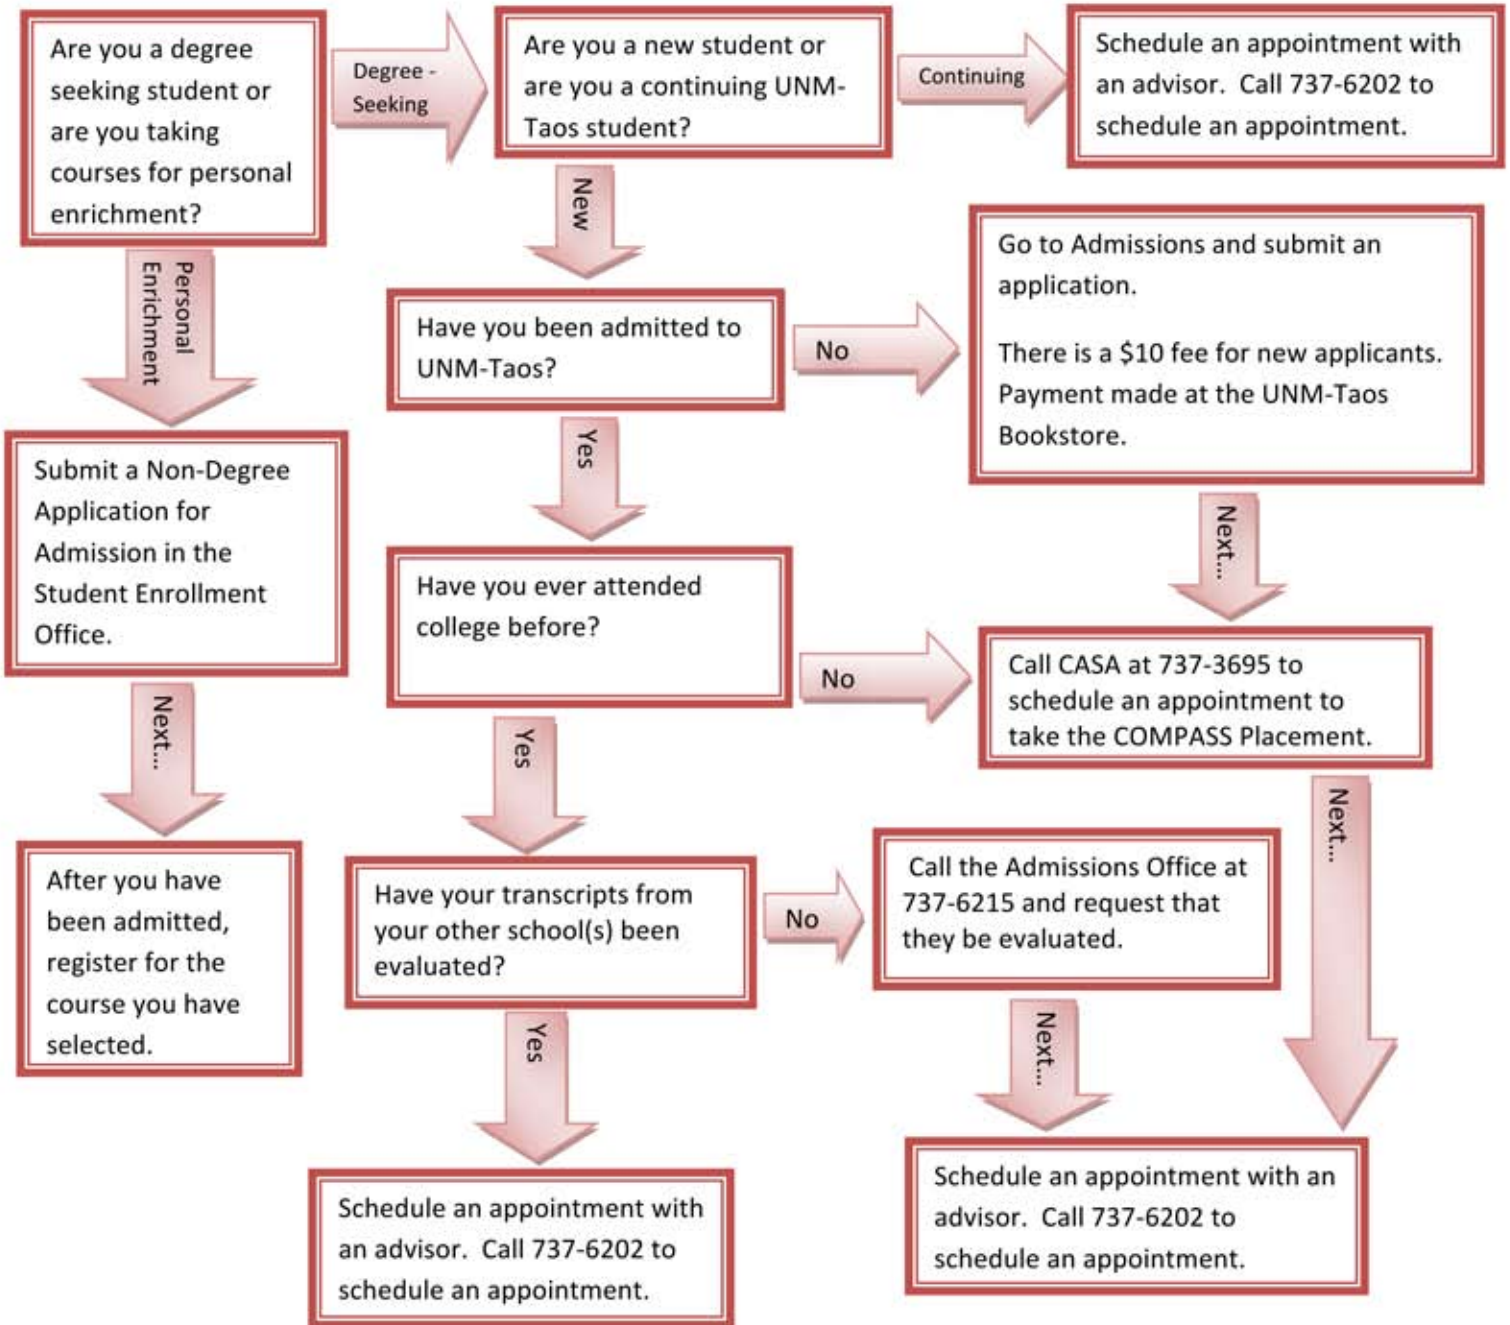 Are you a degree
seeking student or
are you taking
courses for personal
enrichment?
Degree -
Seeking
Are you a new student or
are you a continuing UNM-
Taos student?
Continuing
Schedule an appointment with
an advisor.  Call 737-6202 to
schedule an appointment.
Personal
Enrichment
New
Have you been admitted to
UNM-Taos?
No
Go to Admissions and submit an
application.
There is a $10 fee for new applicants.
Payment made at the UNM-Taos
Bookstore.
Submit a Non-Degree
Application for
Admission in the
Student Enrollment
Office.
Yes
Next...
Have you ever attended
college before?
No
Call CASA at 737-3695 to
schedule an appointment to
take the COMPASS Placement.
Next...
Yes
Next...
After you have
been admitted,
register for the
course you have
selected.
Have your transcripts from
your other school(s) been
evaluated?
No
Call the Admissions Office at
737-6215 and request that
they be evaluated.
Yes
Next...
Schedule an appointment with
an advisor.  Call 737-6202 to
schedule an appointment.
Schedule an appointment with an
advisor.  Call 737-6202 to
schedule an appointment.